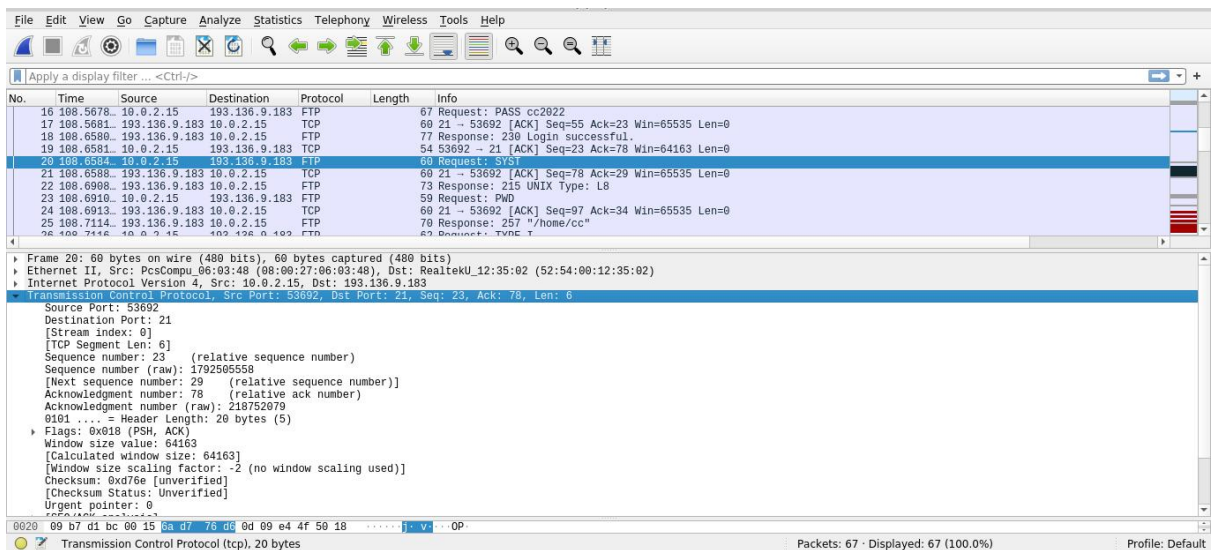 File Edit View Go Capture Analyze Statistics Telephony Wireless Tools Help
Apply a display filter ... <Ctrl-/>
No. Time Source Destination Protocol Length Info
16 108.5678… 10.0.2.15 193.136.9.183 FTP 67 Request: PASS cc2022
17 108.5681… 193.136.9.183 10.0.2.15 TCP 60 21 → 53692 [ACK] Seq=55 Ack=23 Win=65535 Len=0
18 108.6580… 193.136.9.183 10.0.2.15 FTP 77 Response: 230 Login successful.
19 108.6581… 10.0.2.15 193.136.9.183 TCP 54 53692 → 21 [ACK] Seq=23 Ack=78 Win=64163 Len=0
20 108.6584… 10.0.2.15 193.136.9.183 FTP 60 Request: SYST
21 108.6588… 193.136.9.183 10.0.2.15 TCP 60 21 → 53692 [ACK] Seq=78 Ack=29 Win=65535 Len=0
22 108.6908… 193.136.9.183 10.0.2.15 FTP 73 Response: 215 UNIX Type: L8
23 108.6910… 10.0.2.15 193.136.9.183 FTP 59 Request: PWD
24 108.6913… 193.136.9.183 10.0.2.15 TCP 60 21 → 53692 [ACK] Seq=97 Ack=34 Win=65535 Len=0
25 108.7114… 193.136.9.183 10.0.2.15 FTP 70 Response: 257 "/home/cc"
26 108.7116… 10.0.2.15 193.136.9.183 FTP 62 Request: TYPE I
Frame 20: 60 bytes on wire (480 bits), 60 bytes captured (480 bits)
Ethernet II, Src: PcsCompu_06:03:48 (08:00:27:06:03:48), Dst: RealtekU_12:35:02 (52:54:00:12:35:02)
Internet Protocol Version 4, Src: 10.0.2.15, Dst: 193.136.9.183
Transmission Control Protocol, Src Port: 53692, Dst Port: 21, Seq: 23, Ack: 78, Len: 6
Source Port: 53692
Destination Port: 21
[Stream index: 0]
[TCP Segment Len: 6]
Sequence number: 23 (relative sequence number)
Sequence number (raw): 1792505558
[Next sequence number: 29 (relative sequence number)]
Acknowledgment number: 78 (relative ack number)
Acknowledgment number (raw): 218752079
0101 .... = Header Length: 20 bytes (5)
Flags: 0x018 (PSH, ACK)
Window size value: 64163
[Calculated window size: 64163]
[Window size scaling factor: -2 (no window scaling used)]
Checksum: 0xd76e [unverified]
[Checksum Status: Unverified]
Urgent pointer: 0
[SEQ/ACK analysis]
0020 09 b7 d1 bc 00 15 6a d7 76 d6 0d 09 e4 4f 50 18 ······j· v····OP·
Transmission Control Protocol (tcp), 20 bytes Packets: 67 · Displayed: 67 (100.0%) Profile: Default